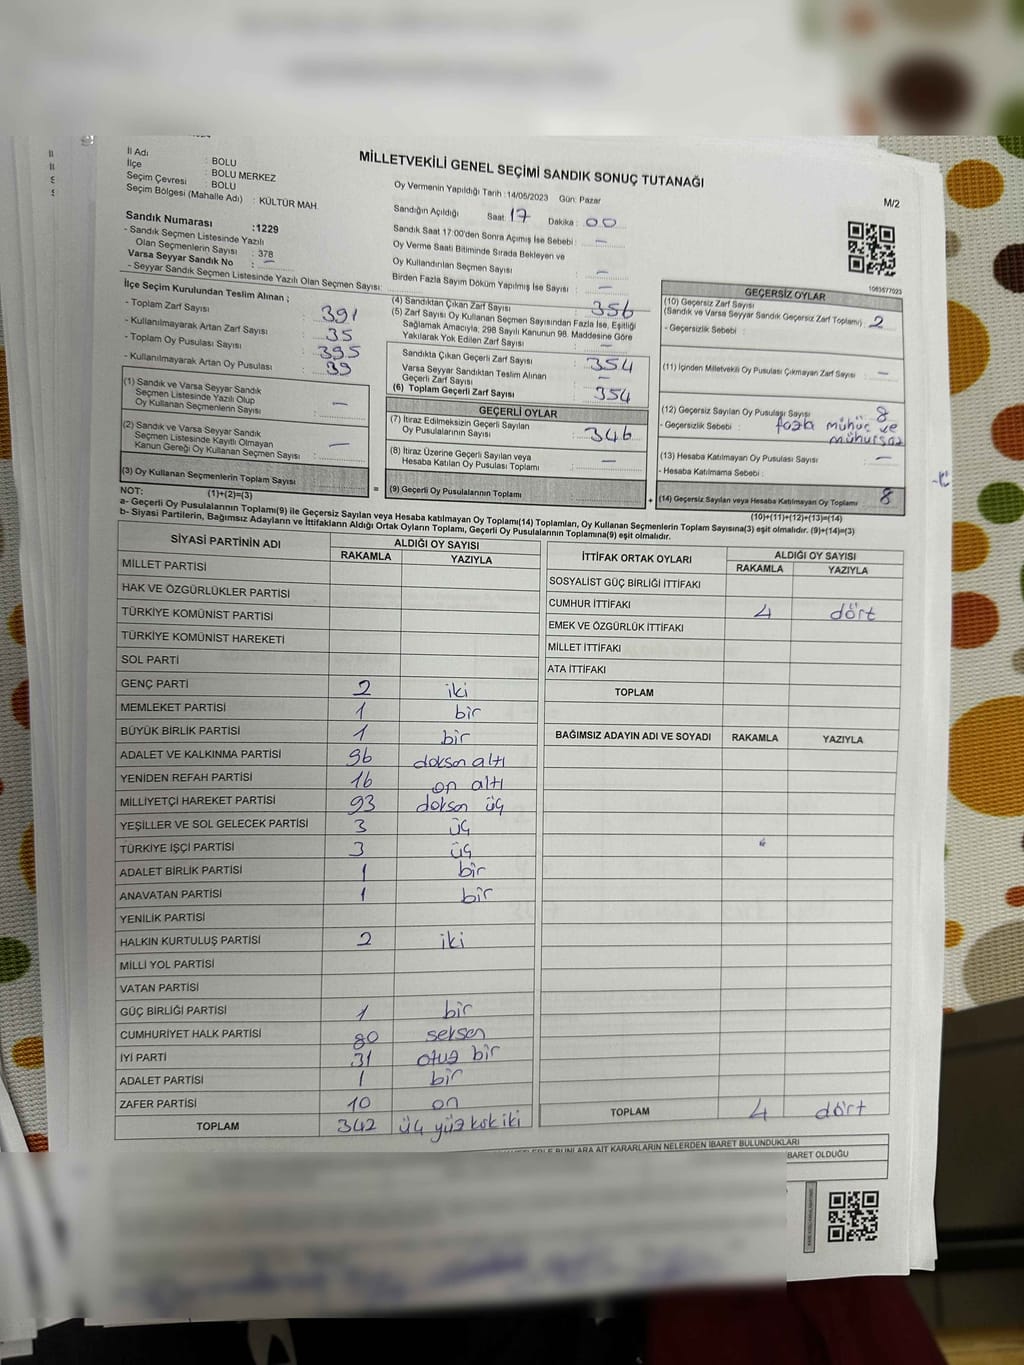 İl Adı : BOLU
İlçe : BOLU MERKEZ
Seçim Çevresi : BOLU
Seçim Bölgesi (Mahalle Adı) : KÜLTÜR MAH.
MİLLETVEKİLİ GENEL SEÇİMİ SANDIK SONUÇ TUTANAĞI
M/2
Oy Vermenin Yapıldığı Tarih : 14/05/2023 Gün: Pazar
Sandığın Açıldığı Saat : 17 Dakika : 00
Sandık Saat 17:00'den Sonra Açımış İse Sebebi : -
Oy Verme Saati Bitiminde Sırada Bekleyen ve
Oy Kullandırılan Seçmen Sayısı : -
Birden Fazla Sayım Döküm Yapılmış İse Sayısı : -
Sandık Numarası :1229
- Sandık Seçmen Listesinde Yazılı
Olan Seçmenlerin Sayısı : 378
Varsa Seyyar Sandık No : -
- Seyyar Sandık Seçmen Listesinde Yazılı Olan Seçmen Sayısı:
1063577023
İlçe Seçim Kurulundan Teslim Alınan ;
- Toplam Zarf Sayısı : 391
- Kullanılmayarak Artan Zarf Sayısı : 35
- Toplam Oy Pusulası Sayısı : 395
- Kullanılmayarak Artan Oy Pusulası : 39
(1) Sandık ve Varsa Seyyar Sandık
Seçmen Listesinde Yazılı Olup
Oy Kullanan Seçmenlerin Sayısı : -
(2) Sandık ve Varsa Seyyar Sandık
Seçmen Listesinde Kayıtlı Olmayan
Kanun Gereği Oy Kullanan Seçmen Sayısı : -
(3) Oy Kullanan Seçmenlerin Toplam Sayısı
(1)+(2)=(3)
(4) Sandıktan Çıkan Zarf Sayısı : 356
(5) Zarf Sayısı Oy Kullanan Seçmen Sayısından Fazla İse, Eşitliği
Sağlamak Amacıyla, 298 Sayılı Kanunun 98. Maddesine Göre
Yakılarak Yok Edilen Zarf Sayısı : -
Sandıkta Çıkan Geçerli Zarf Sayısı : 354
Varsa Seyyar Sandıktan Teslim Alınan
Geçerli Zarf Sayısı : -
(6) Toplam Geçerli Zarf Sayısı : 354
GEÇERLİ OYLAR
(7) İtiraz Edilmeksizin Geçerli Sayılan
Oy Pusulalarının Sayısı : 346
(8) İtiraz Üzerine Geçerli Sayılan veya
Hesaba Katılan Oy Pusulası Toplamı : -
= (9) Geçerli Oy Pusulalarının Toplamı +
GEÇERSİZ OYLAR
(10) Geçersiz Zarf Sayısı
(Sandık ve Varsa Seyyar Sandık Geçersiz Zarf Toplamı) : 2
- Geçersizlik Sebebi :
(11) İçinden Milletvekili Oy Pusulası Çıkmayan Zarf Sayısı : -
(12) Geçersiz Sayılan Oy Pusulası Sayısı : 8
- Geçersizlik Sebebi : fazla mühür ve
mühürsüz
(13) Hesaba Katılmayan Oy Pusulası Sayısı : -
- Hesaba Katılmama Sebebi :
(14) Geçersiz Sayılan veya Hesaba Katılmayan Oy Toplamı : 8
(10)+(11)+(12)+(13)=(14)
NOT:
a- Geçerli Oy Pusulalarının Toplamı(9) ile Geçersiz Sayılan veya Hesaba katılmayan Oy Toplamı(14) Toplamları, Oy Kullanan Seçmenlerin Toplam Sayısına(3) eşit olmalıdır. (9)+(14)=(3)
b- Siyasi Partilerin, Bağımsız Adayların ve İttifakların Aldığı Ortak Oyların Toplamı, Geçerli Oy Pusulalarının Toplamına(9) eşit olmalıdır.
SİYASİ PARTİNİN ADI ALDIĞI OY SAYISI
RAKAMLA YAZIYLA
MİLLET PARTİSİ
HAK VE ÖZGÜRLÜKLER PARTİSİ
TÜRKİYE KOMÜNİST PARTİSİ
TÜRKİYE KOMÜNİST HAREKETİ
SOL PARTİ
GENÇ PARTİ 2 iki
MEMLEKET PARTİSİ 1 bir
BÜYÜK BİRLİK PARTİSİ 1 bir
ADALET VE KALKINMA PARTİSİ 96 doksan altı
YENİDEN REFAH PARTİSİ 16 on altı
MİLLİYETÇİ HAREKET PARTİSİ 93 doksan üç
YEŞİLLER VE SOL GELECEK PARTİSİ 3 üç
TÜRKİYE İŞÇİ PARTİSİ 3 üç
ADALET BİRLİK PARTİSİ 1 bir
ANAVATAN PARTİSİ 1 bir
YENİLİK PARTİSİ
HALKIN KURTULUŞ PARTİSİ 2 iki
MİLLİ YOL PARTİSİ
VATAN PARTİSİ
GÜÇ BİRLİĞİ PARTİSİ 1 bir
CUMHURİYET HALK PARTİSİ 80 seksen
İYİ PARTİ 31 otuz bir
ADALET PARTİSİ 1 bir
ZAFER PARTİSİ 10 on
TOPLAM 342 üç yüz kırk iki
İTTİFAK ORTAK OYLARI ALDIĞI OY SAYISI
RAKAMLA YAZIYLA
SOSYALİST GÜÇ BİRLİĞİ İTTİFAKI
CUMHUR İTTİFAKI 4 dört
EMEK VE ÖZGÜRLÜK İTTİFAKI
MİLLET İTTİFAKI
ATA İTTİFAKI
TOPLAM
BAĞIMSIZ ADAYIN ADI VE SOYADI RAKAMLA YAZIYLA
TOPLAM 4 dört
BUNLARA AİT KARARLARIN NELERDEN İBARET BULUNDUKLARI
BARET OLDUĞU